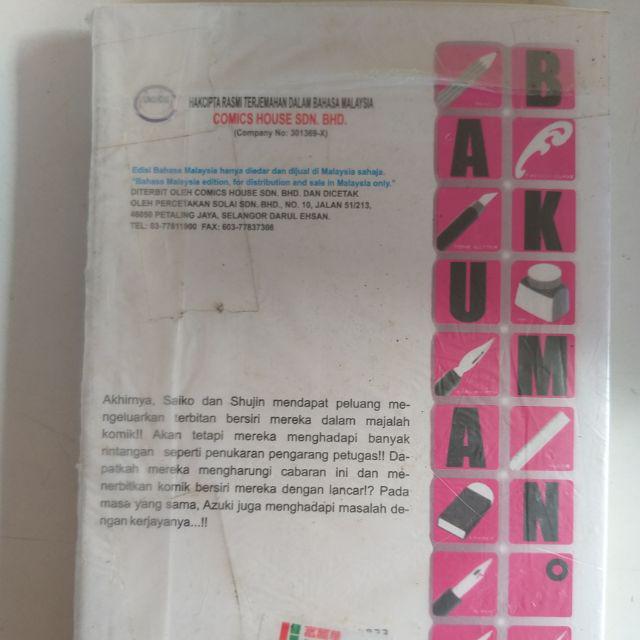 HAKCIPTA RASMI TERJEMAHAN DALAM BAHASA MALAYSIA
COMICS HOUSE SDN. BHD.
(Company No: 301369-X)
Edisi Bahasa Malaysia hanya diedar dan dijual di Malaysia sahaja.
"Bahasa Malaysia edition, for distribution and sale in Malaysia only."
DITERBIT OLEH COMICS HOUSE SDN. BHD. DAN DICETAK
OLEH PERCETAKAN SOLAI SDN. BHD., NO. 10, JALAN 51/213,
46050 PETALING JAYA, SELANGOR DARUL EHSAN.
TEL: 03-77811900 FAX: 603-77837366
Akhirnya, Saiko dan Shujin mendapat peluang me-
ngeluarkan terbitan bersiri mereka dalam majalah
komik!! Akan tetapi mereka menghadapi banyak
rintangan seperti penukaran pengarang petugas!! Da-
patkah mereka mengharungi cabaran ini dan me-
nerbitkan komik bersiri mereka dengan lancar!? Pada
masa yang sama, Azuki juga menghadapi masalah de-
ngan kerjayanya...!!
B
A
K
U
M
A
N
°